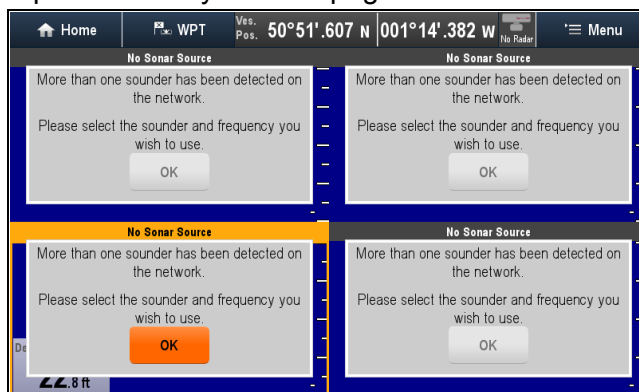 Home WPT Ves. Pos. 50°51'.607 N 001°14'.382 W No Radar Menu
No Sonar Source
More than one sounder has been detected on
the network.
Please select the sounder and frequency you
wish to use.
OK
No Sonar Source
More than one sounder has been detected on
the network.
Please select the sounder and frequency you
wish to use.
OK
No Sonar Source
More than one sounder has been detected on
the network.
Please select the sounder and frequency you
wish to use.
OK
De
22.8 ft
No Sonar Source
More than one sounder has been detected on
the network.
Please select the sounder and frequency you
wish to use.
OK